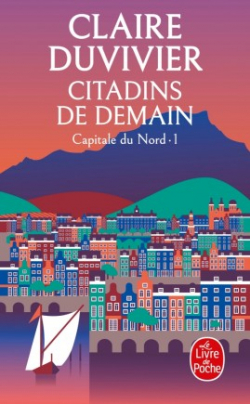 CLAIRE
DUVIVIER
CITADINS
DE DEMAIN
Capitale du Nord • 1
Le Livre
de Poche